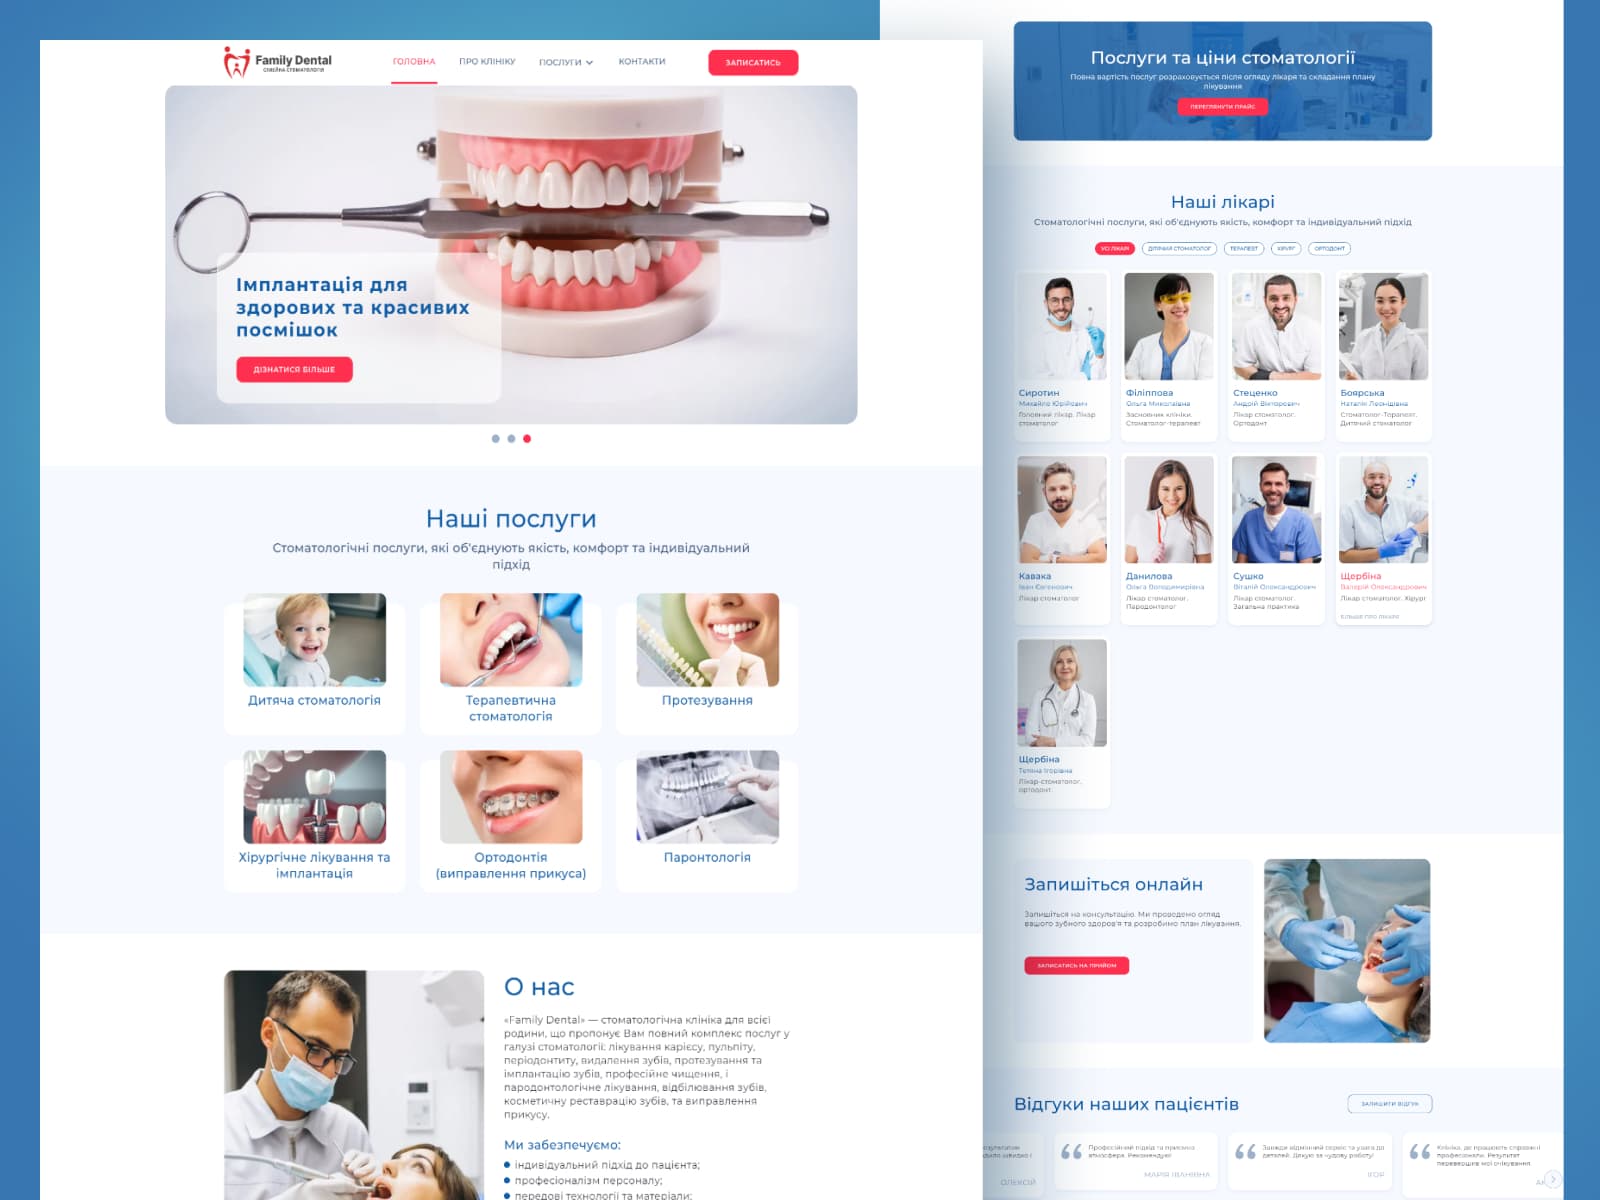 Family Dental
СІМЕЙНА СТОМАТОЛОГІЯ
ГОЛОВНА
ПРО КЛІНІКУ
ПОСЛУГИ
КОНТАКТИ
ЗАПИСАТИСЬ
Імплантація для
здорових та красивих
посмішок
ДІЗНАТИСЯ БІЛЬШЕ
Наші послуги
Стоматологічні послуги, які об'єднують якість, комфорт та індивідуальний
підхід
Дитяча стоматологія
Терапевтична
стоматологія
Протезування
Хірургічне лікування та
імплантація
Ортодонтія
(виправлення прикуса)
Паронтологія
О нас
«Family Dental» — стоматологічна клініка для всієї
родини, що пропонує Вам повний комплекс послуг у
галузі стоматології: лікування карієсу, пульпіту,
періодонтиту, видалення зубів, протезування та
імплантацію зубів, професійне чищення, і
пародонтологічне лікування, відбілювання зубів,
косметичну реставрацію зубів, та виправлення
прикусу.
Ми забезпечуємо:
індивідуальний підхід до пацієнта;
професіоналізм персоналу;
передові технології та матеріали;
Послуги та ціни стоматології
Повна вартість послуг розраховується після огляду лікаря та складання плану
лікування
ПЕРЕГЛЯНУТИ ПРАЙС
Наші лікарі
Стоматологічні послуги, які об'єднують якість, комфорт та індивідуальний підхід
УСІ ЛІКАРІ
ДИТЯЧИЙ СТОМАТОЛОГ
ТЕРАПЕВТ
ХІРУРГ
ОРТОДОНТ
Сиротин
Михайло Юрійович
Головний лікар. Лікар
стоматолог
Філіппова
Ольга Миколаївна
Засновник клініки.
Стоматолог-терапевт
Стеценко
Андрій Вікторович
Лікар стоматолог.
Ортодонт
Боярська
Наталія Леонідівна
Стоматолог-Терапевт.
Дитячий стоматолог
Кавака
Іван Євгенович
Лікар стоматолог
Данилова
Ольга Володимирівна
Лікар стоматолог.
Пародонтолог
Сушко
Віталій Олександрович
Лікар стоматолог.
Загальна практика
Щербіна
Валерій Олександрович
Лікар стоматолог. Хірург
БІЛЬШЕ ПРО ЛІКАРЯ
Щербіна
Тетяна Ігорівна
Лікар-стоматолог,
ортодонт
Запишіться онлайн
Запишіться на консультацію. Ми проведемо огляд
вашого зубного здоров'я та розробимо план лікування.
ЗАПИСАТИСЬ НА ПРИЙОМ
Відгуки наших пацієнтів
ЗАЛИШИТИ ВІДГУК
швидко і
ОЛЕКСІЙ
Професійний підхід та приємна
атмосфера. Рекомендую!
МАРІЯ ІВАНІВНА
Завжди відмінний сервіс та увага до
деталей. Дякую за чудову роботу!
ІГОР
Клініка, де працюють справжні
професіонали. Результат
перевершив мої очікування.